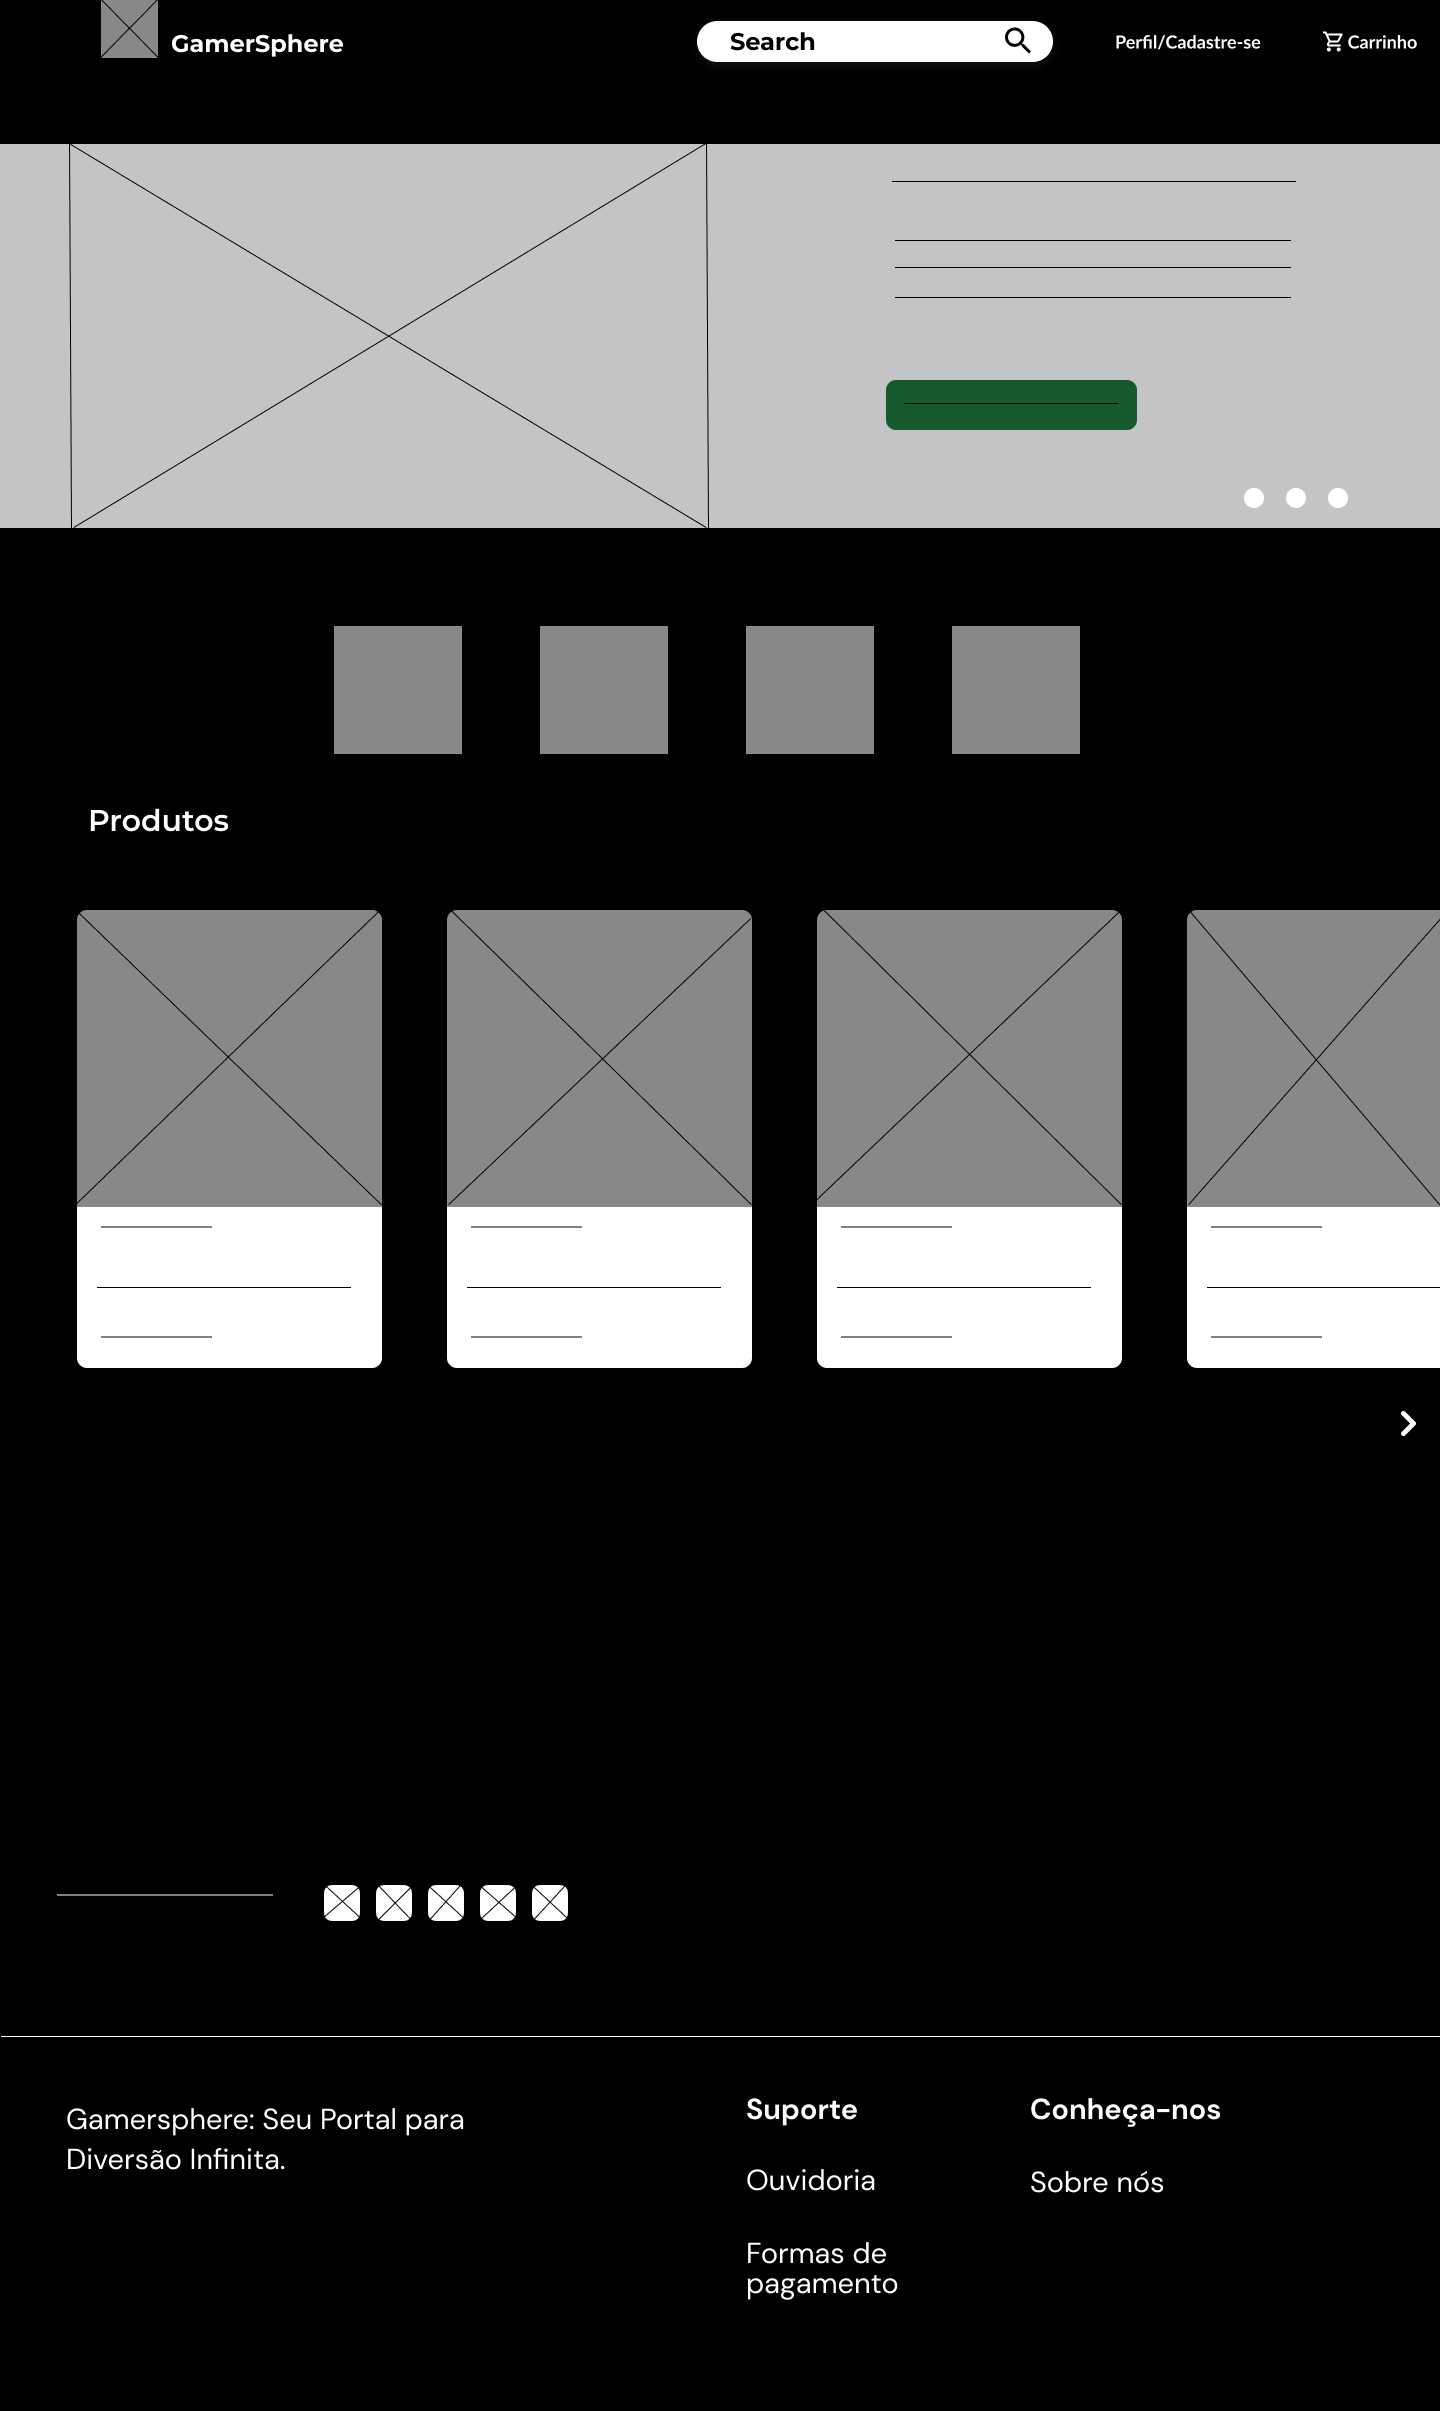 GamerSphere
Search
Perfil/Cadastre-se
Carrinho
Produtos
Gamersphere: Seu Portal para
Diversão Infinita.
Suporte
Ouvidoria
Formas de
pagamento
Conheça-nos
Sobre nós